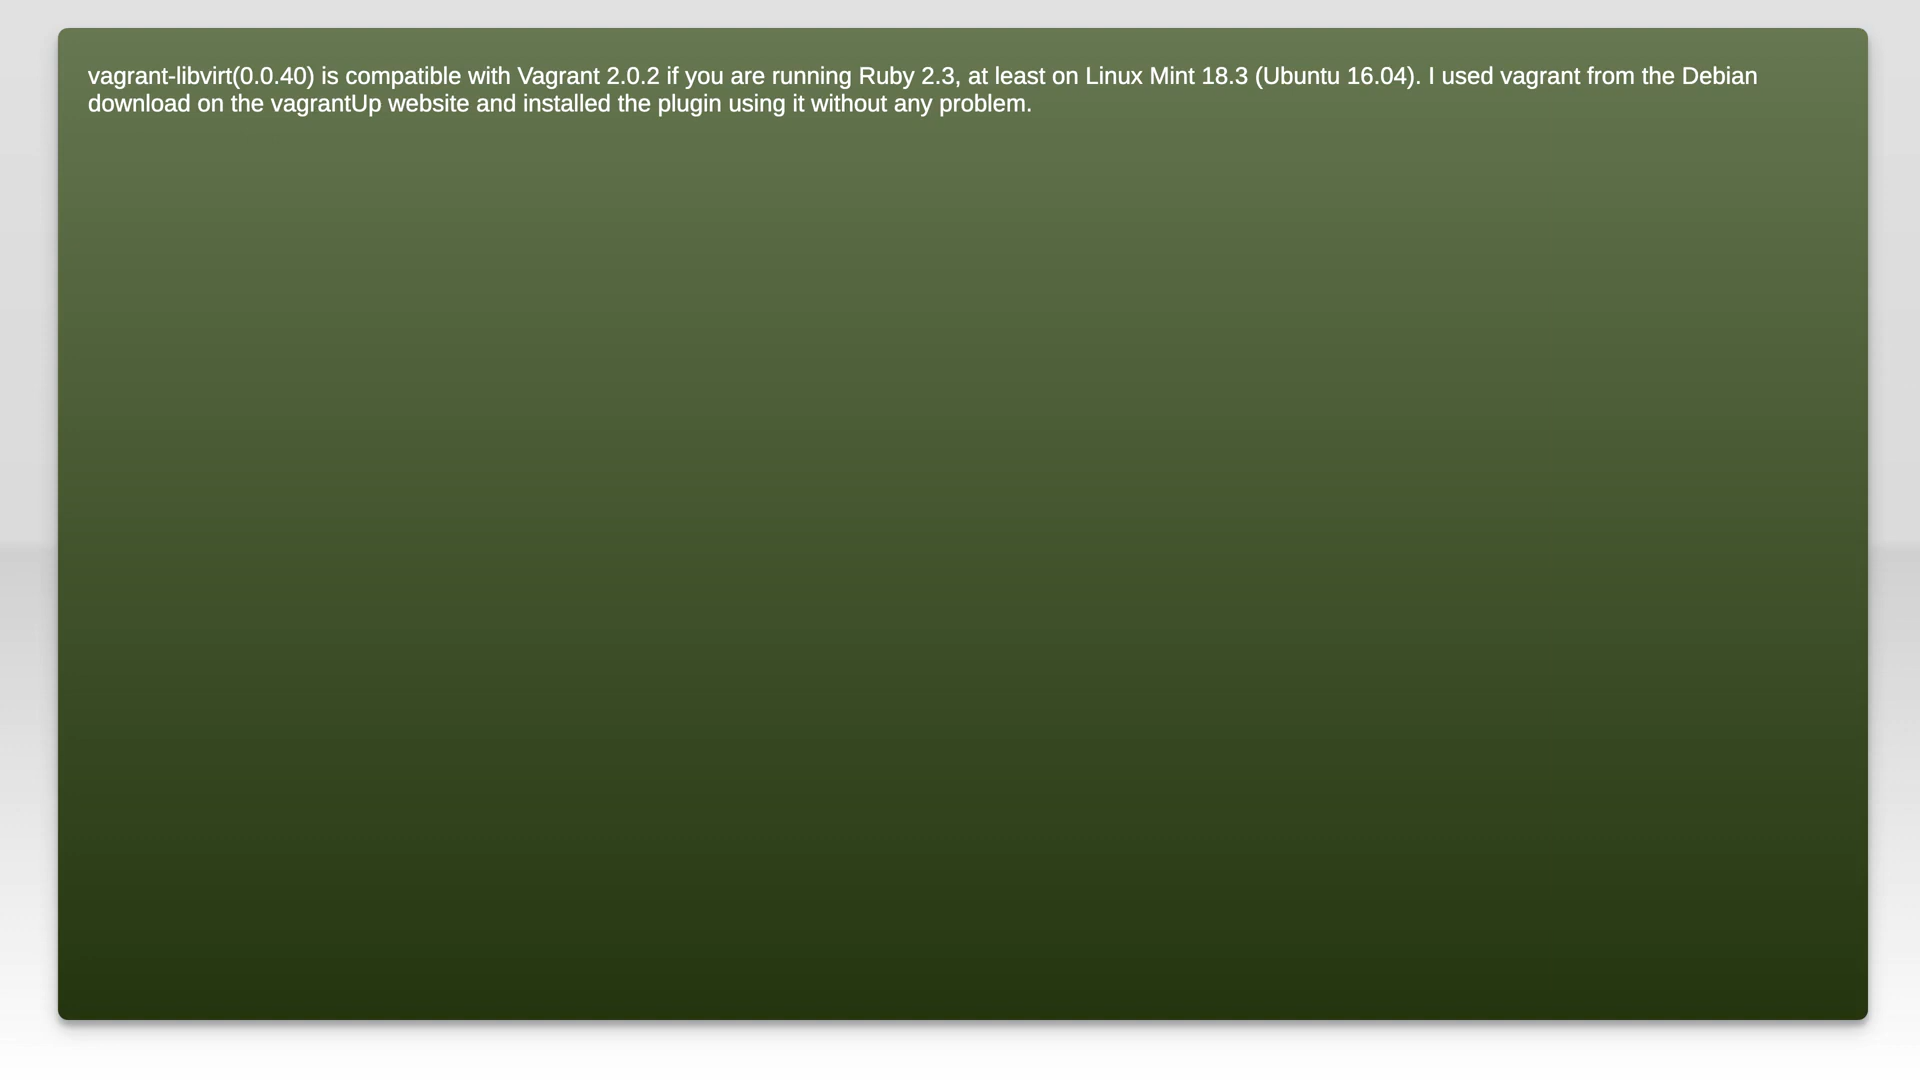 vagrant-libvirt(0.0.40) is compatible with Vagrant 2.0.2 if you are running Ruby 2.3, at least on Linux Mint 18.3 (Ubuntu 16.04). I used vagrant from the Debian
download on the vagrantUp website and installed the plugin using it without any problem.